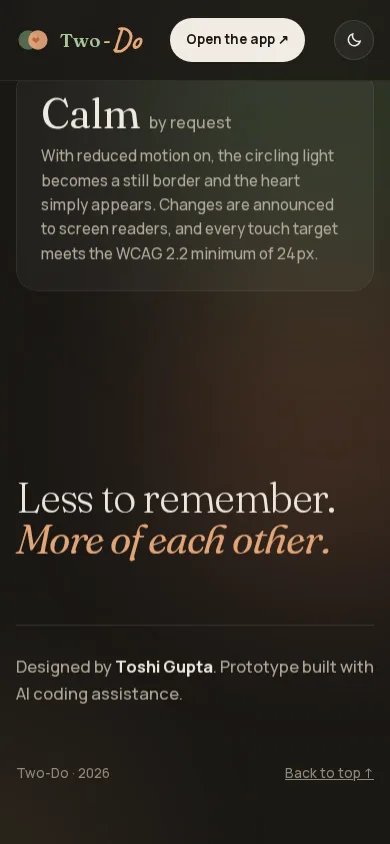 Two-Do
Open the app ↗
Calm by request
With reduced motion on, the circling light
becomes a still border and the heart
simply appears. Changes are announced
to screen readers, and every touch target
meets the WCAG 2.2 minimum of 24px.
Less to remember.
More of each other.
Designed by Toshi Gupta. Prototype built with
AI coding assistance.
Two-Do · 2026
Back to top ↑